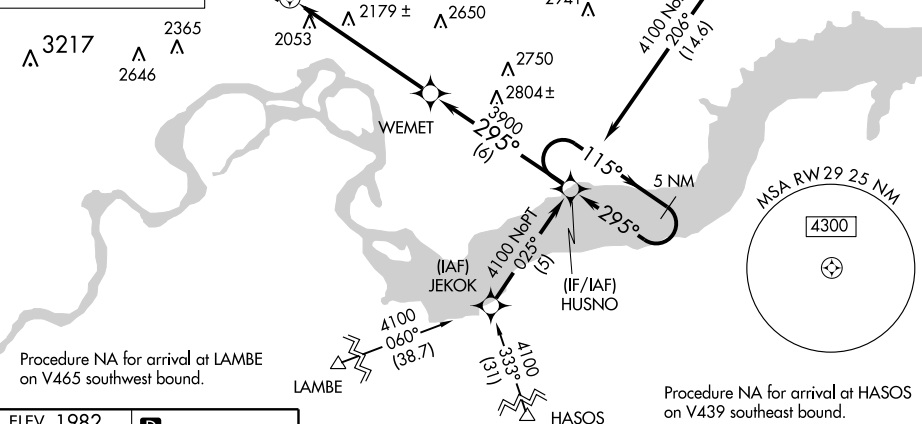 2179 ±
2650
2941
2053
2365
3217
2646
4100 NoPT
206°
(14.6)
2750
2804 ±
WEMET
3900
295°
(6)
115°
5 NM
295°
MSA RW 29 25 NM
4300
4100 NoPT
025°
(5)
(IAF)
JEKOK
(IF/IAF)
HUSNO
4100
060°
(38.7)
LAMBE
4100
333°
(31)
HASOS
Procedure NA for arrival at LAMBE
on V465 southwest bound.
Procedure NA for arrival at HASOS
on V439 southeast bound.
ELEV 1982
D